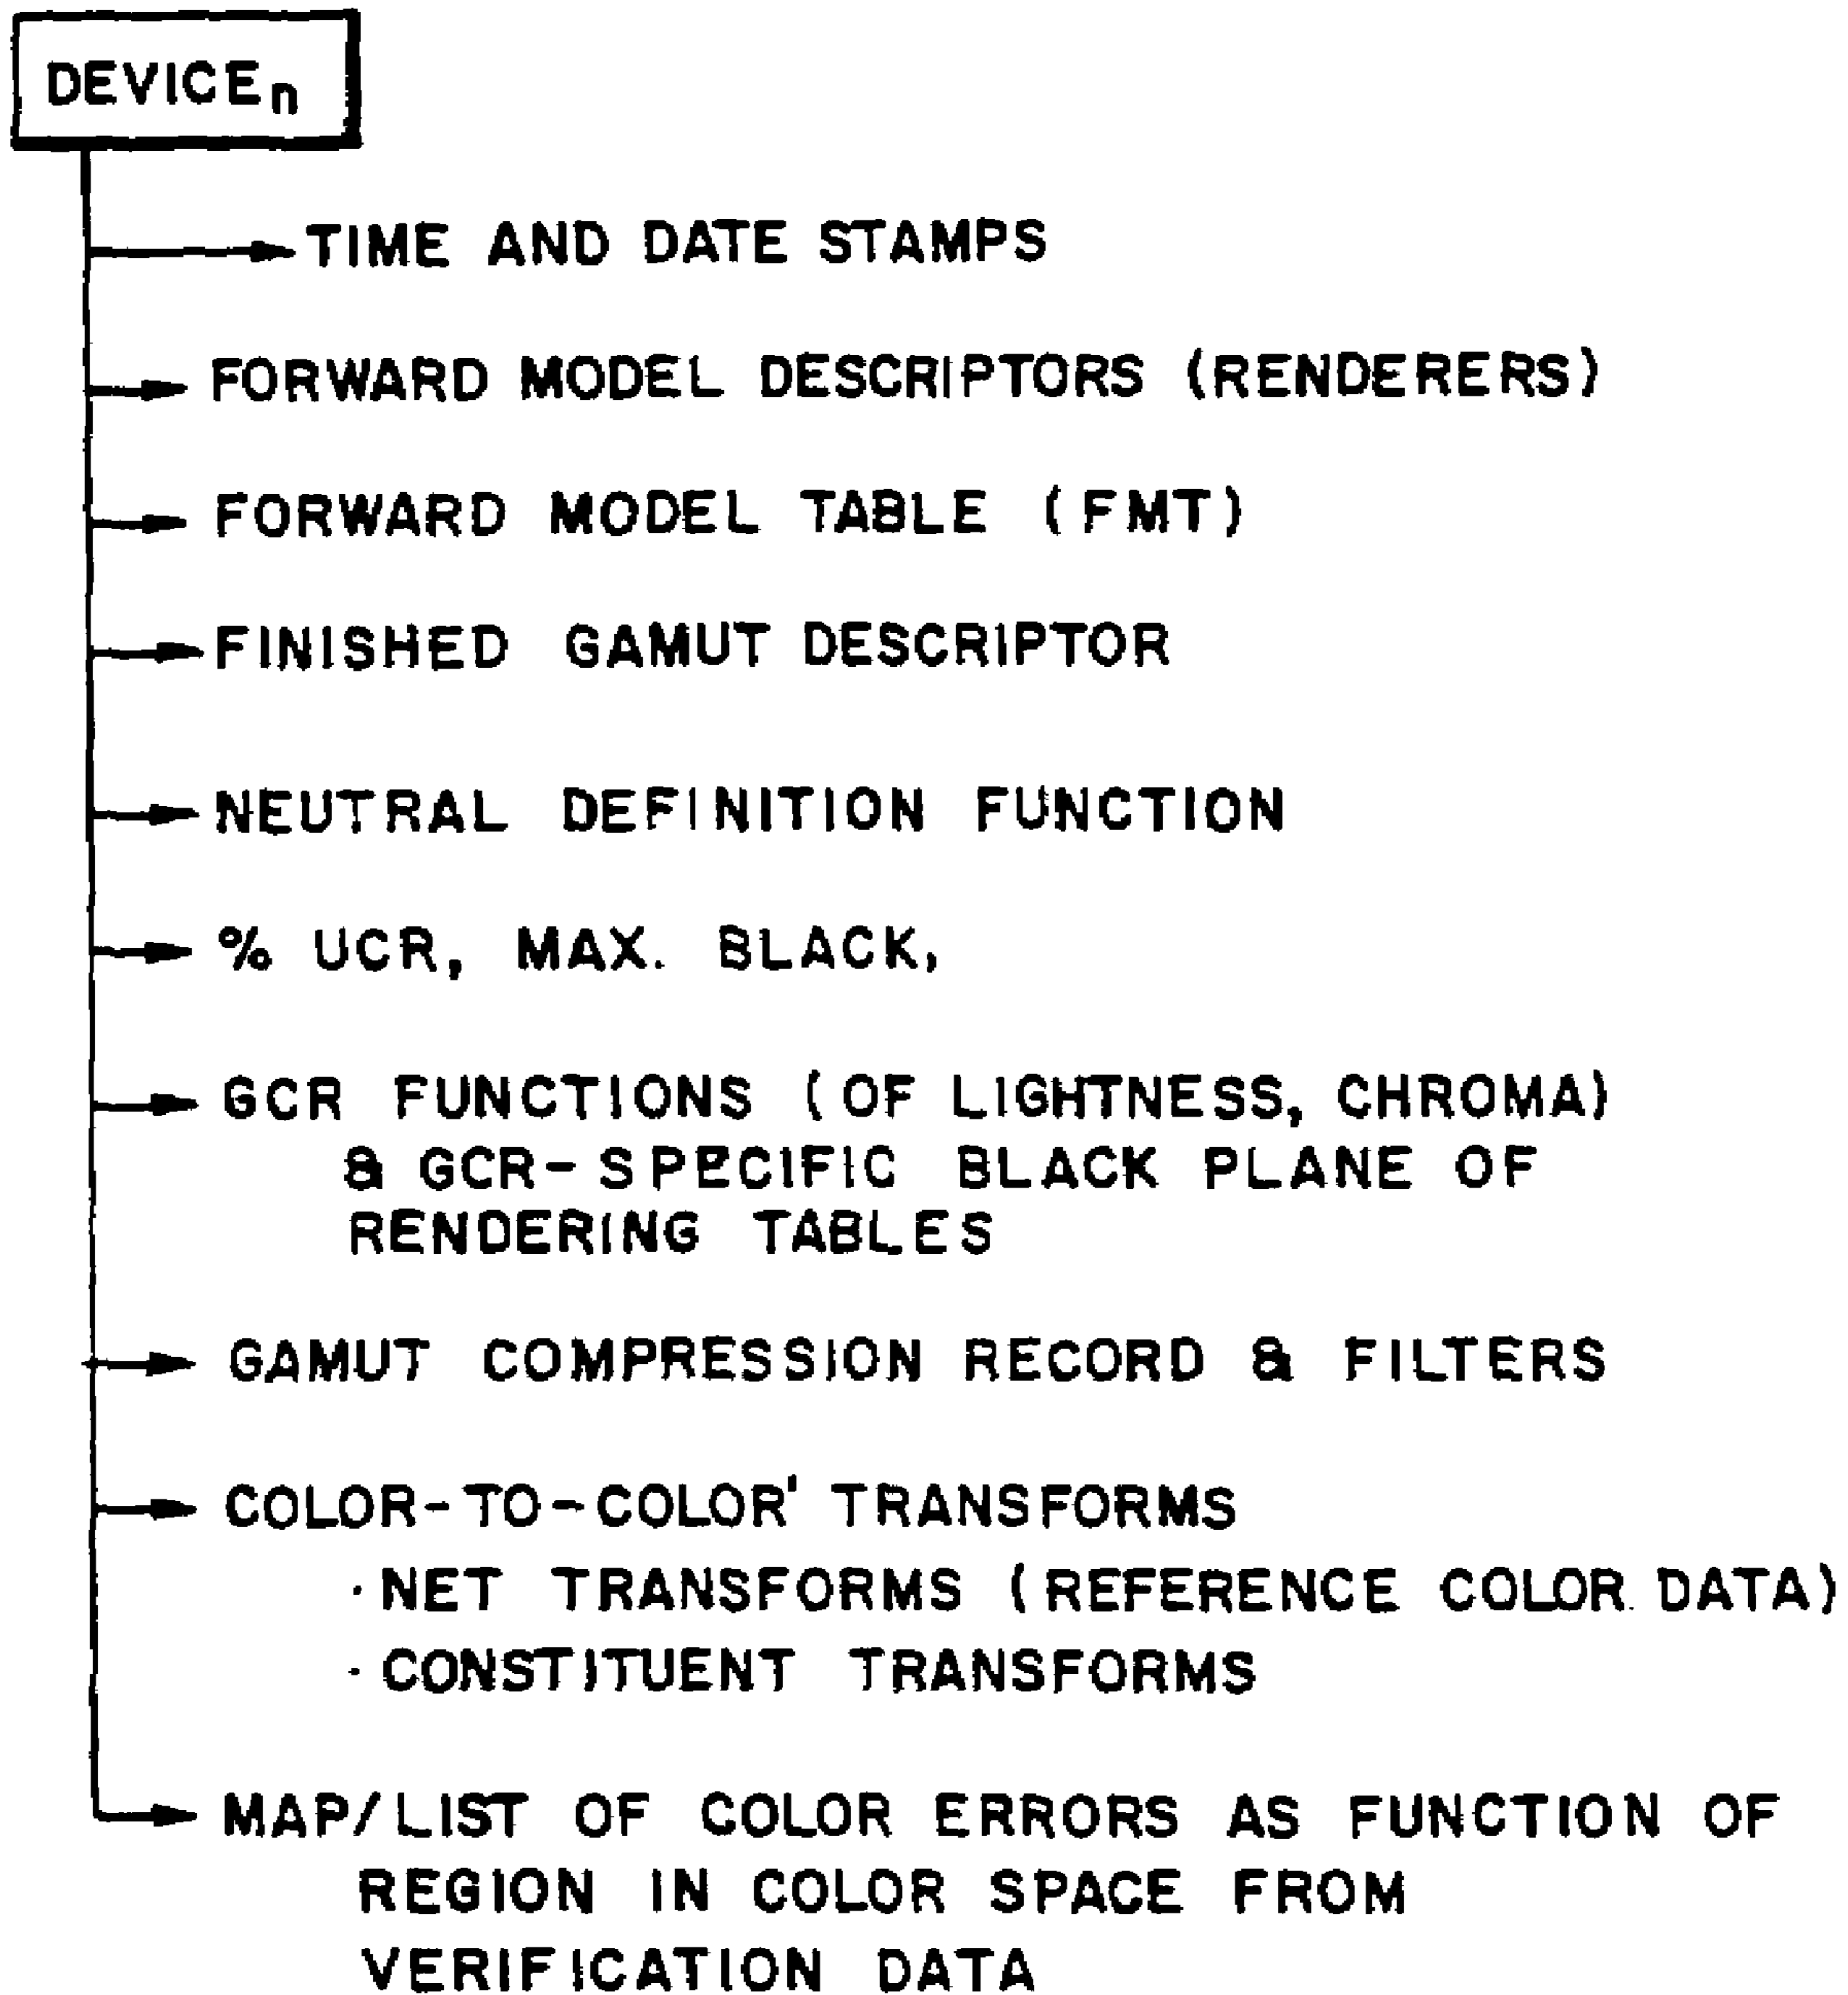 DEVICEn
TIME AND DATE STAMPS
FORWARD MODEL DESCRIPTORS (RENDERERS)
FORWARD MODEL TABLE (FMT)
FINISHED GAMUT DESCRIPTOR
NEUTRAL DEFINITION FUNCTION
% UCR, MAX. BLACK,
GCR FUNCTIONS (OF LIGHTNESS, CHROMA)
& GCR-SPECIFIC BLACK PLANE OF
RENDERING TABLES
GAMUT COMPRESSION RECORD & FILTERS
COLOR-TO-COLOR' TRANSFORMS
· NET TRANSFORMS (REFERENCE COLOR DATA)
· CONSTITUENT TRANSFORMS
MAP/LIST OF COLOR ERRORS AS FUNCTION OF
REGION IN COLOR SPACE FROM
VERIFICATION DATA